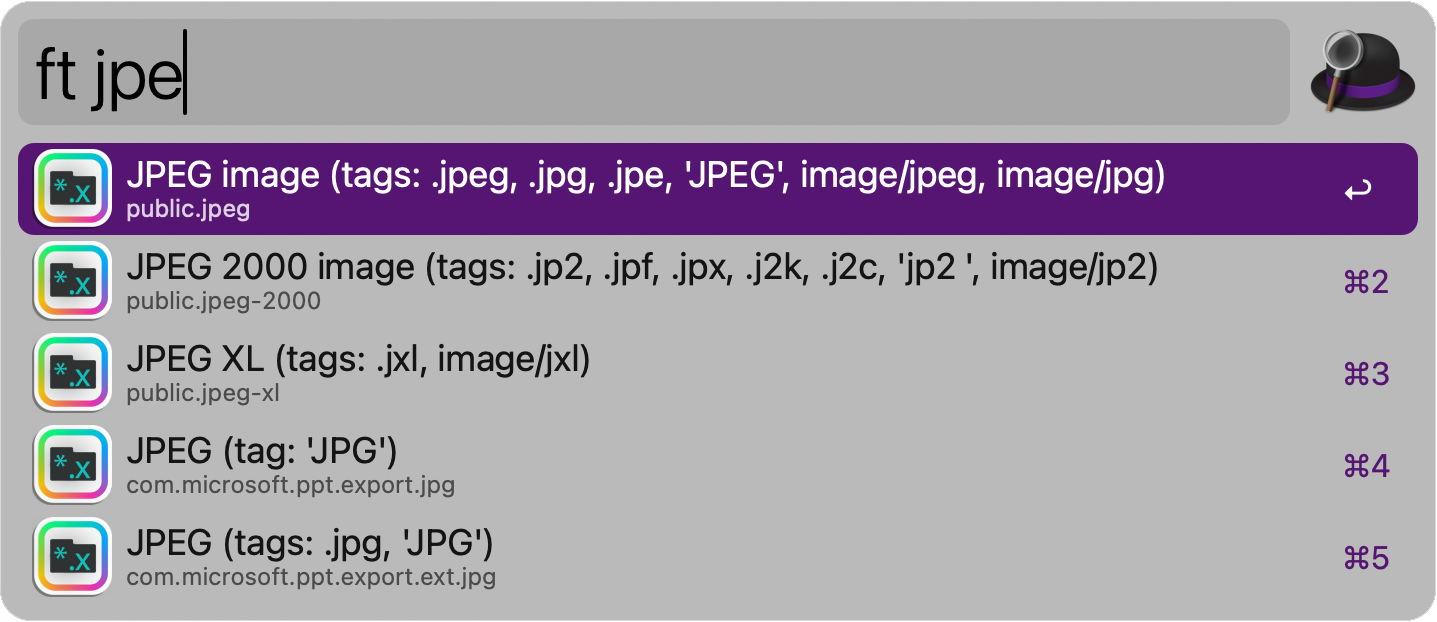 ft jpe
JPEG image (tags: .jpeg, .jpg, .jpe, 'JPEG', image/jpeg, image/jpg)
public.jpeg
↩
JPEG 2000 image (tags: .jp2, .jpf, .jpx, .j2k, .j2c, 'jp2 ', image/jp2)
public.jpeg-2000
⌘2
JPEG XL (tags: .jxl, image/jxl)
public.jpeg-xl
⌘3
JPEG (tag: 'JPG')
com.microsoft.ppt.export.jpg
⌘4
JPEG (tags: .jpg, 'JPG')
com.microsoft.ppt.export.ext.jpg
⌘5